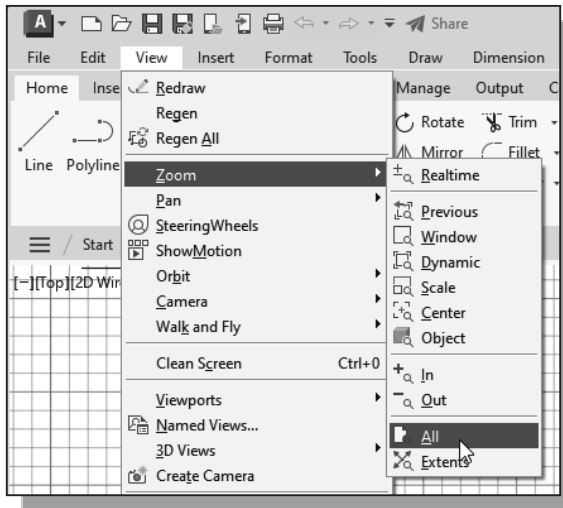 A Share
File Edit View Insert Format Tools Draw Dimension
Home Inse Manage Output
Redraw
Regen
Regen All
Rotate Trim
Mirror Fillet
Line Polyline
Zoom
Pan
SteeringWheels
ShowMotion
Orbit
Camera
Walk and Fly
Clean Screen Ctrl+0
Viewports
Named Views...
3D Views
Create Camera
Realtime
Previous
Window
Dynamic
Scale
Center
Object
In
Out
All
Extents
Start
[−][Top][2D Wir